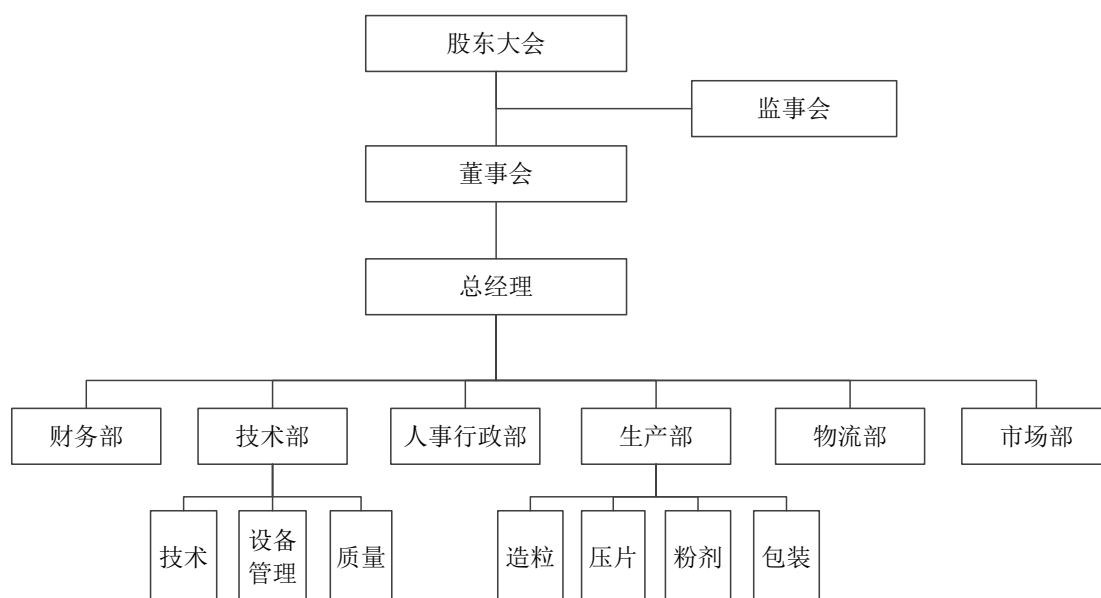 股东大会
监事会
董事会
总经理
财务部
技术部
人事行政部
生产部
物流部
市场部
技术
设备
管理
质量
造粒
压片
粉剂
包装